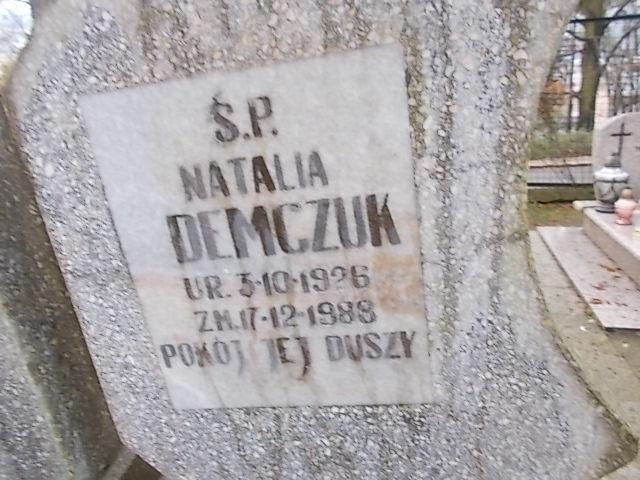 Ś.P.
NATALIA
DEMCZUK
UR. 3-10-1926
ZM.17-12-1988
POKÓJ JEJ DUSZY